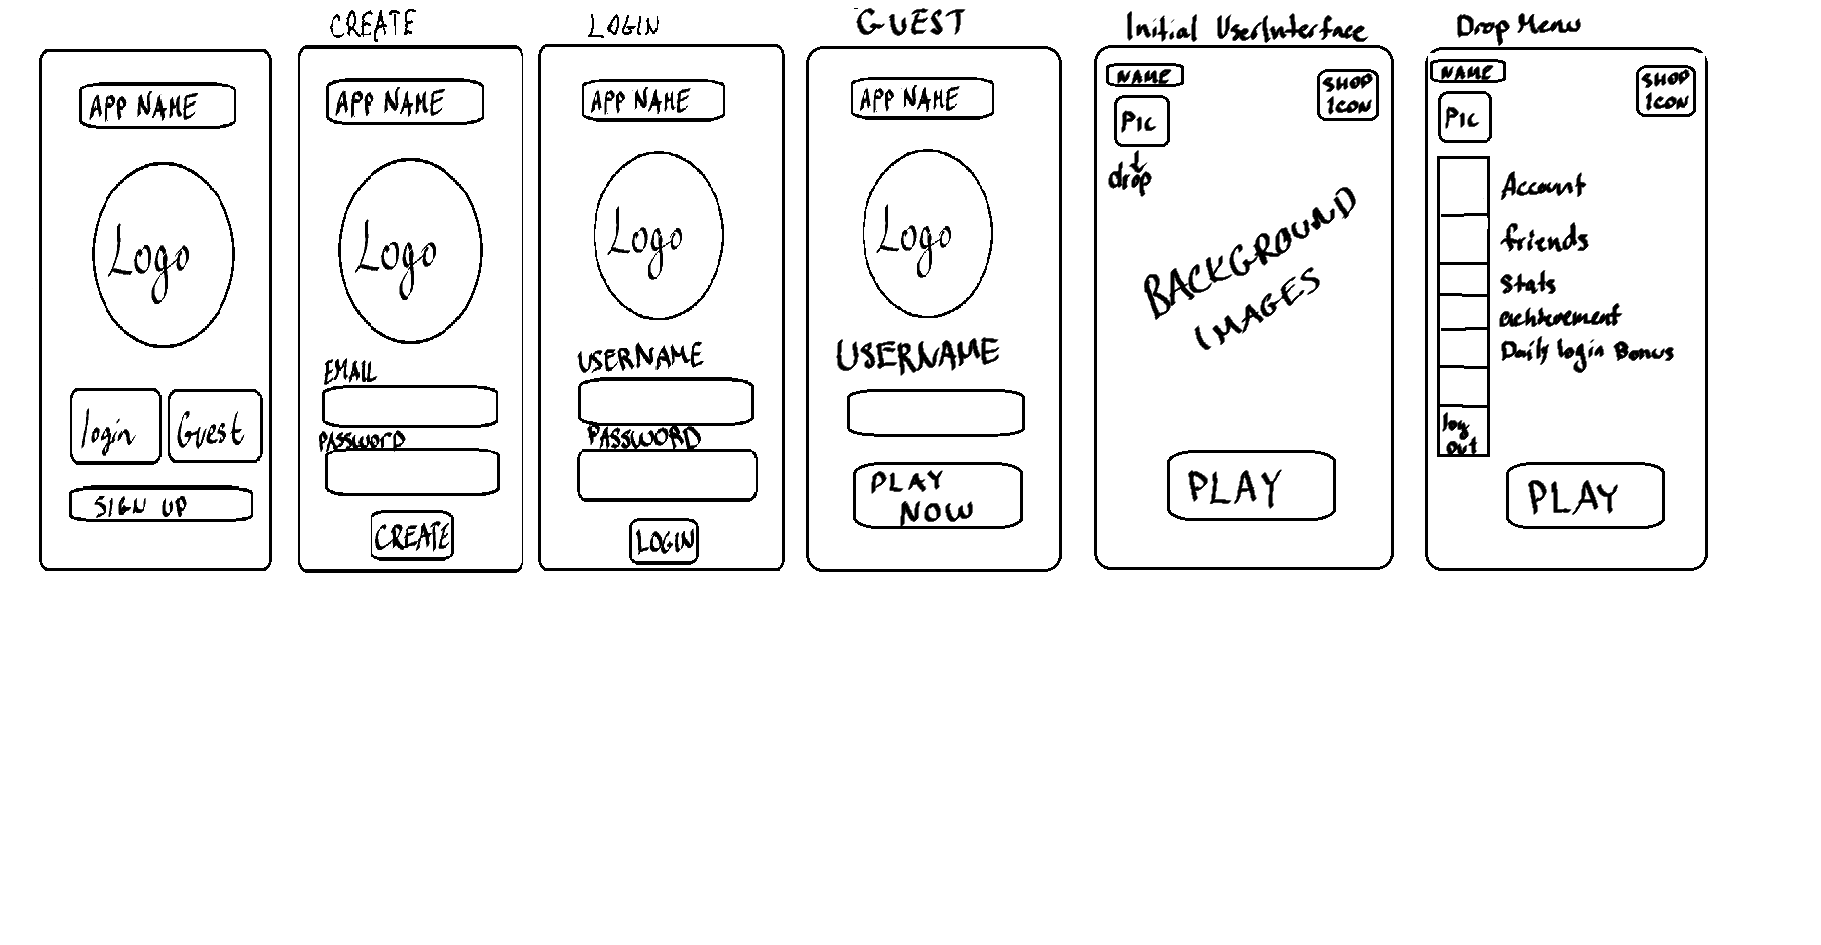 CREATE
LOGIN
GUEST
Initial UserInterface
Drop Menu
APP NAME
Logo
login
Guest
SIGN UP
APP NAME
Logo
EMAIL
PASSWORD
CREATE
APP NAME
Logo
USERNAME
PASSWORD
LOGIN
APP NAME
Logo
USERNAME
PLAY
NOW
NAME
SHOP
ICON
PIC
drop
BACKGROUND
IMAGES
PLAY
NAME
SHOP
ICON
PIC
Account
friends
Stats
achievement
Daily login Bonus
log
out
PLAY